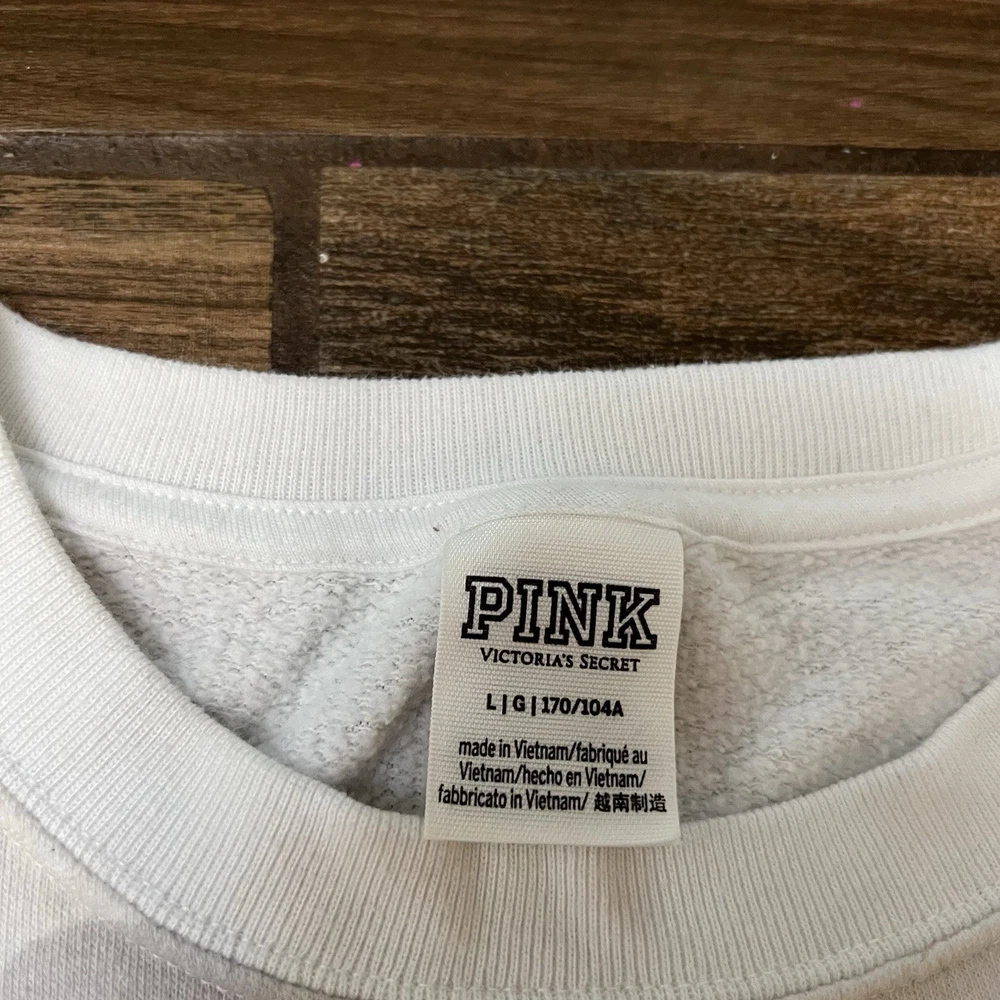 PINK
VICTORIA'S SECRET
L | G | 170/104A
made in Vietnam/fabriqué au
Vietnam/hecho en Vietnam/
fabbricato in Vietnam/ 越南制造